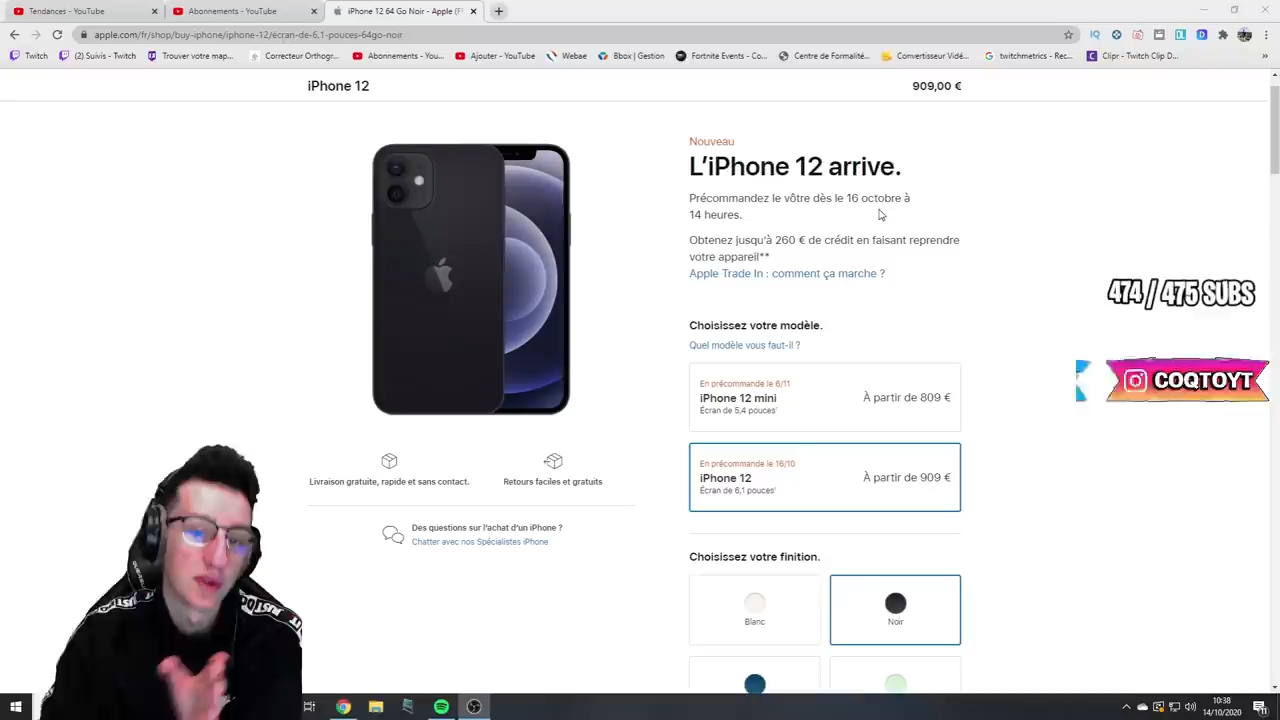 Tendances - YouTube
Abonnements - YouTube
iPhone 12 64 Go Noir - Apple (F
apple.com/fr/shop/buy-iphone/iphone-12/écran-de-6,1-pouces-64go-noir
Twitch
(2) Suivis - Twitch
Trouver votre map...
Correcteur Orthogr...
Abonnements - You...
Ajouter - YouTube
Webae
Bbox | Gestion
Fortnite Events - Co...
Centre de Formalité...
Convertisseur Vidé...
twitchmetrics - Rec...
Clipr - Twitch Clip D...
iPhone 12
909,00 €
Nouveau
L'iPhone 12 arrive.
Précommandez le vôtre dès le 16 octobre à
14 heures.
Obtenez jusqu'à 260 € de crédit en faisant reprendre
votre appareil**
Apple Trade In : comment ça marche ?
474 / 475 SUBS
Choisissez votre modèle.
Quel modèle vous faut-il ?
En précommande le 6/11
iPhone 12 mini
Écran de 5,4 pouces¹
À partir de 809 €
COQTOYT
En précommande le 16/10
iPhone 12
Écran de 6,1 pouces¹
À partir de 909 €
Livraison gratuite, rapide et sans contact.
Retours faciles et gratuits
Des questions sur l'achat d'un iPhone ?
Chatter avec nos Spécialistes iPhone
Choisissez votre finition.
Blanc
Noir
10:38
14/10/2020